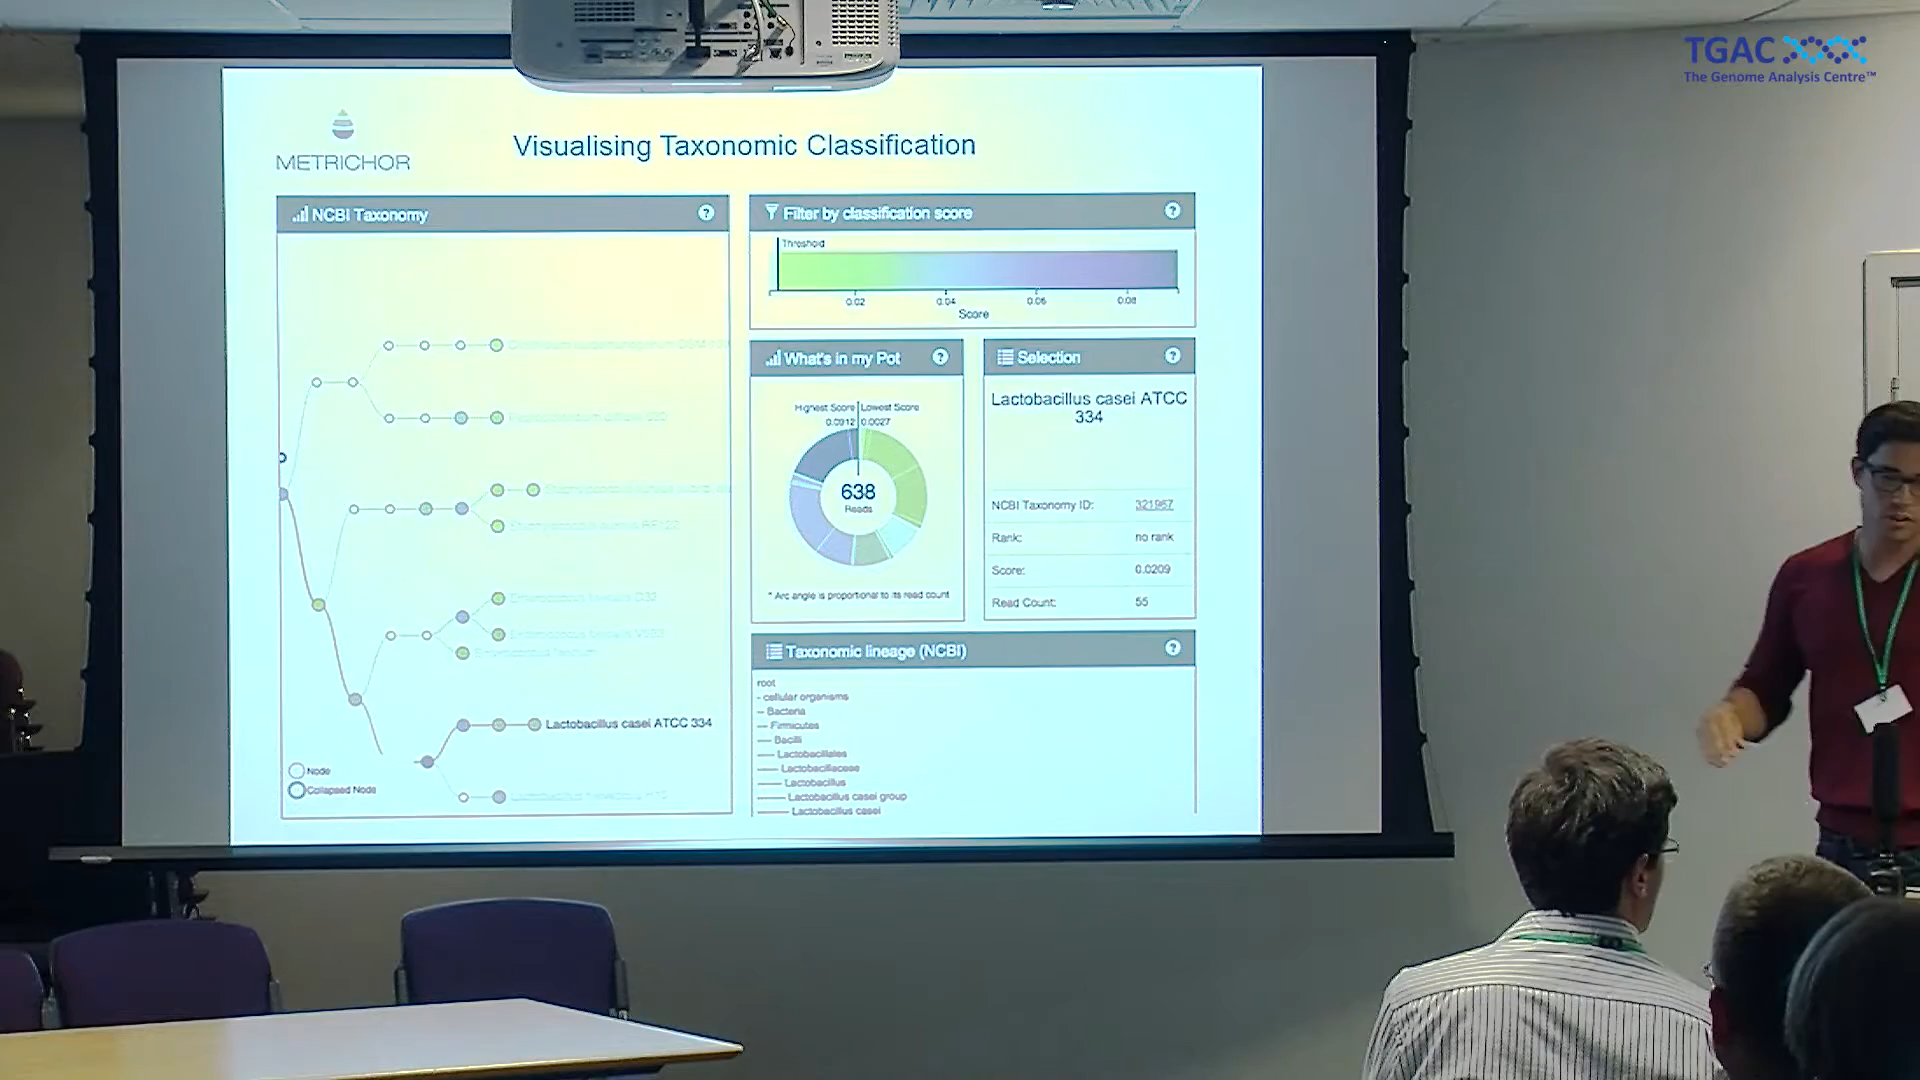 TGAC
The Genome Analysis Centre™
METRICHOR
Visualising Taxonomic Classification
NCBI Taxonomy
?
Lactobacillus casei ATCC 334
Node
Collapsed Node
Filter by classification score
?
Threshold
0.02
0.04
0.06
0.08
Score
What's in my Pot
?
Highest Score
Lowest Score
0.0912
0.0027
638
Reads
* Arc angle is proportional to its read count
Selection
?
Lactobacillus casei ATCC
334
NCBI Taxonomy ID: 321967
Rank: no rank
Score: 0.0209
Read Count: 55
Taxonomic lineage (NCBI)
?
root
- cellular organisms
-- Bacteria
--- Firmicutes
---- Bacilli
----- Lactobacillales
------ Lactobacillaceae
------- Lactobacillus
-------- Lactobacillus casei group
--------- Lactobacillus casei